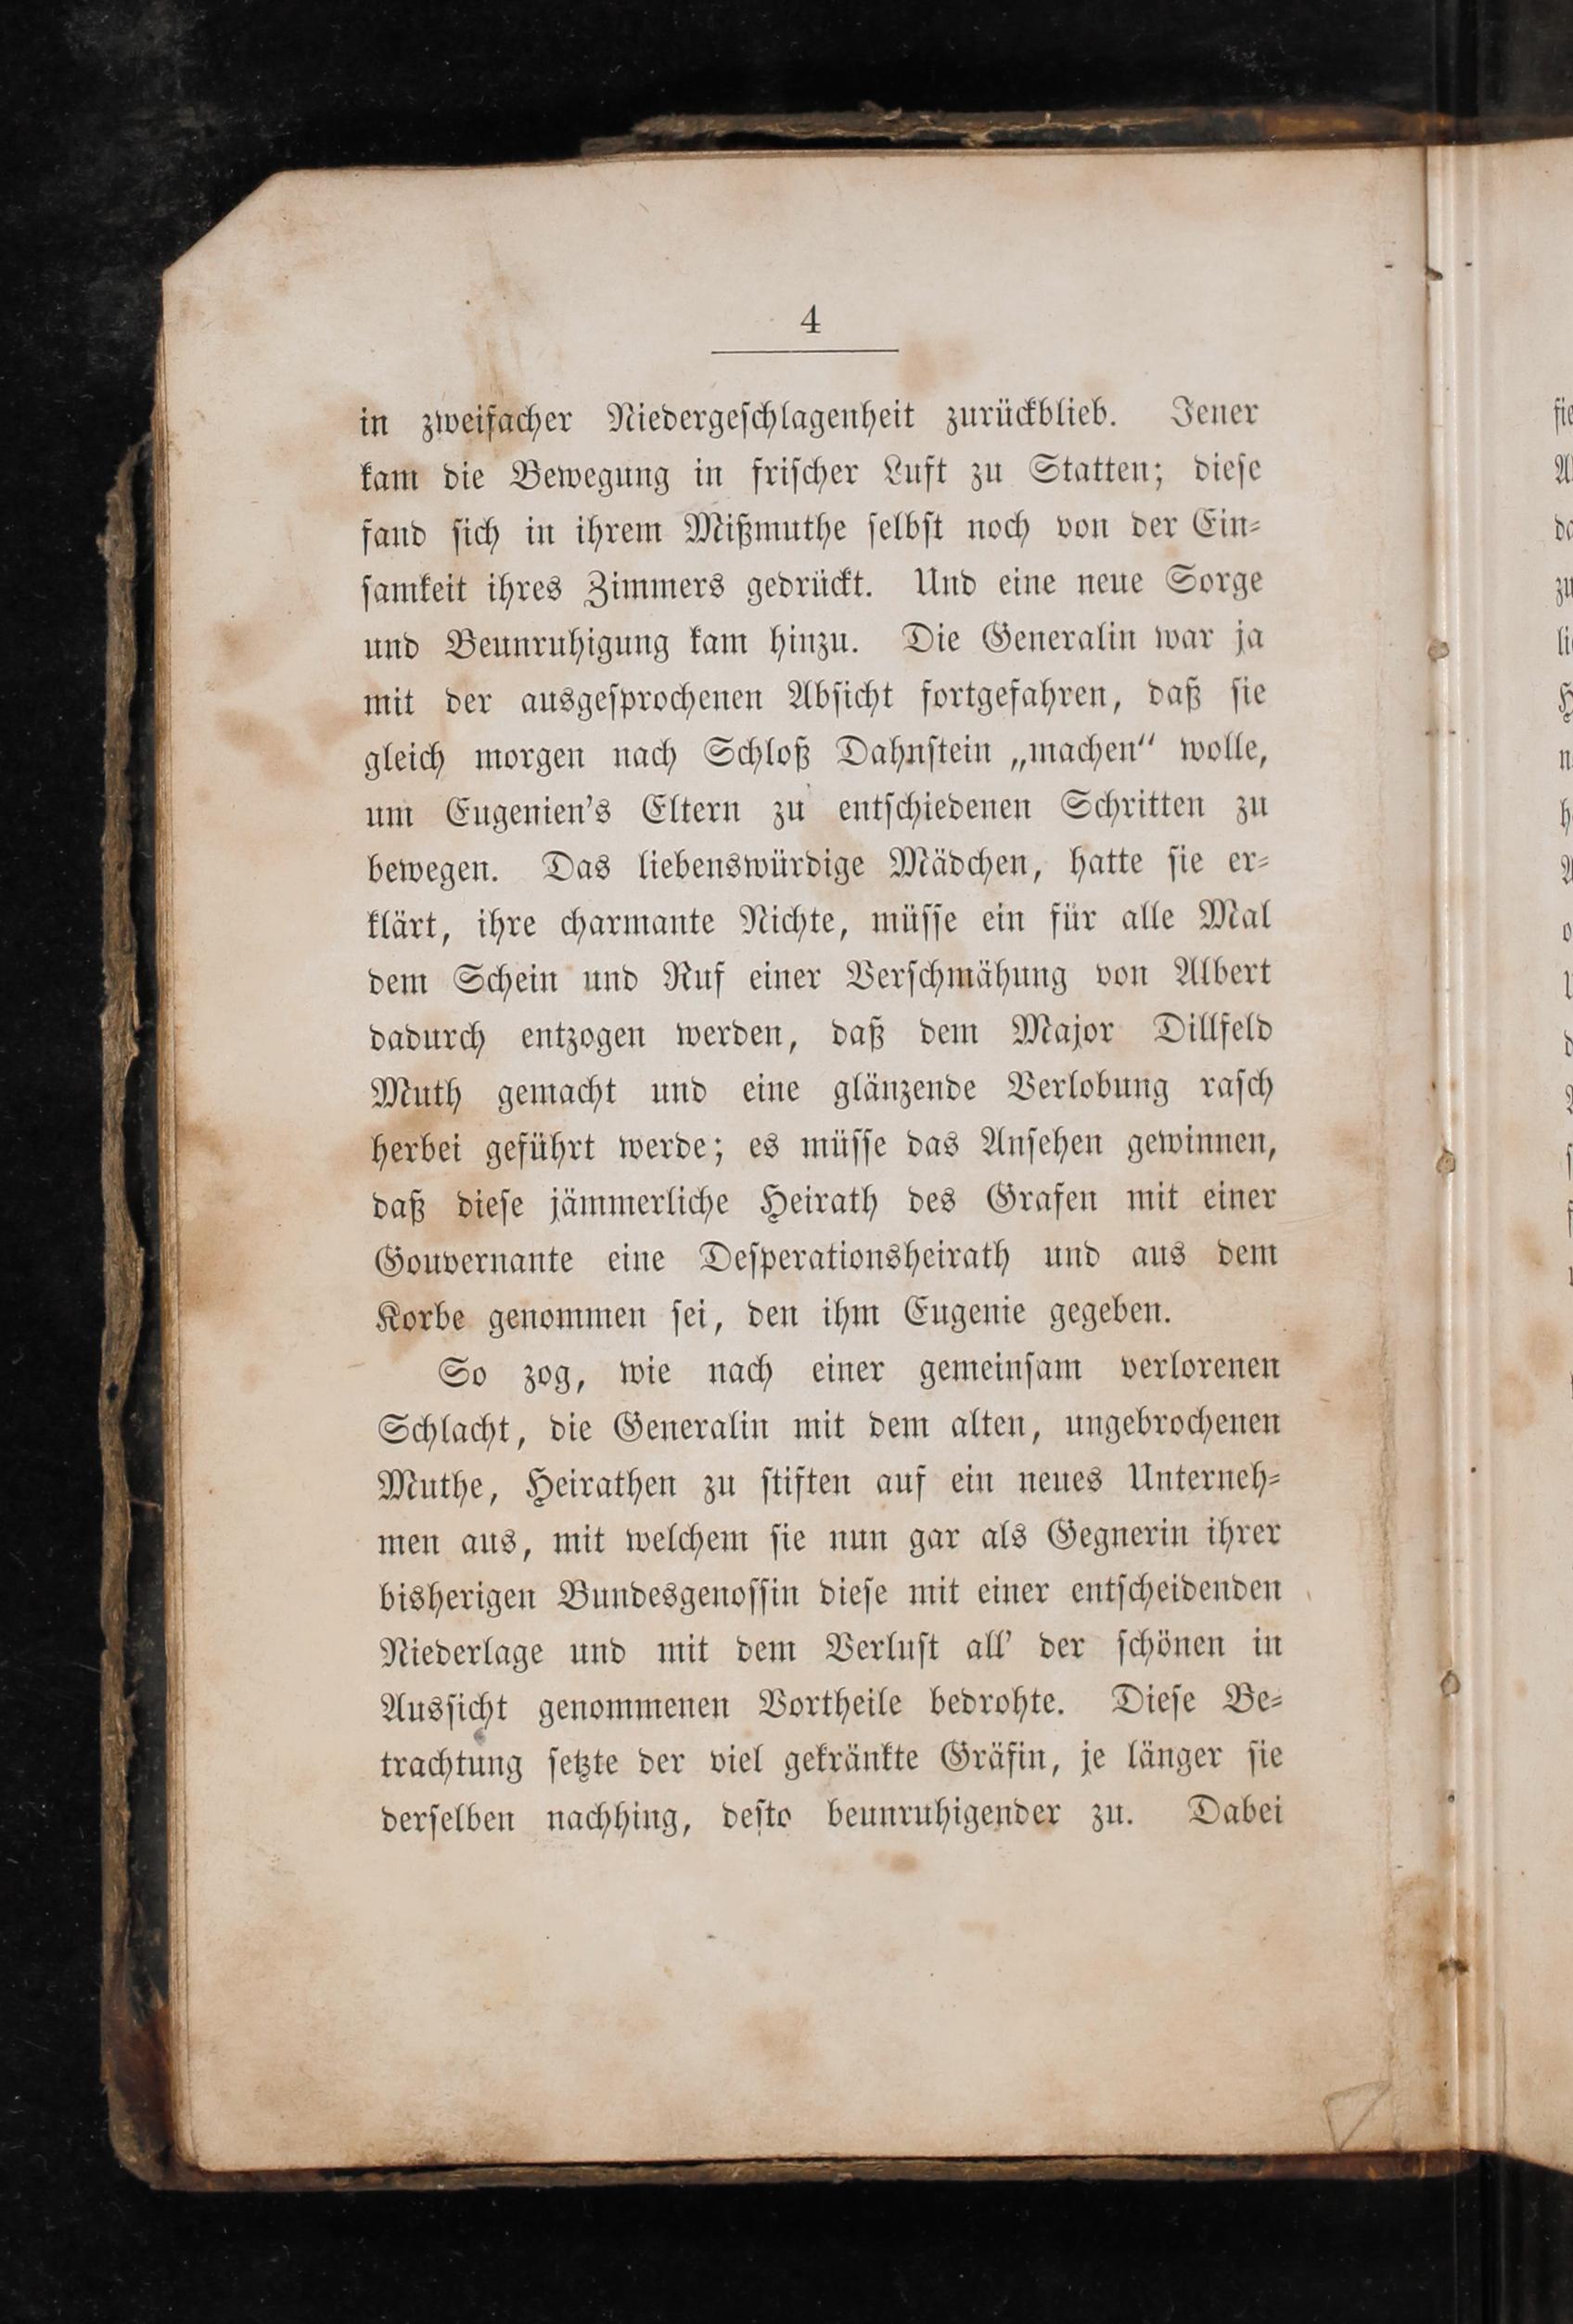 4
in zweifacher Niedergeſchlagenheit zurückblieb. Jener
kam die Bewegung in friſcher Luft zu Statten; dieſe
fand ſich in ihrem Mißmuthe ſelbſt noch von der Ein⸗
ſamkeit ihres Zimmers gedrückt. Und eine neue Sorge
und Beunruhigung kam hinzu. Die Generalin war ja
mit der ausgeſprochenen Abſicht fortgefahren, daß ſie
gleich morgen nach Schloß Dahnſtein „machen“ wolle,
um Eugenien's Eltern zu entſchiedenen Schritten zu
bewegen. Das liebenswürdige Mädchen, hatte ſie er⸗
klärt, ihre charmante Nichte, müſſe ein für alle Mal
dem Schein und Ruf einer Verſchmähung von Albert
dadurch entzogen werden, daß dem Major Dillfeld
Muth gemacht und eine glänzende Verlobung raſch
herbei geführt werde; es müſſe das Anſehen gewinnen,
daß dieſe jämmerliche Heirath des Grafen mit einer
Gouvernante eine Deſperationsheirath und aus dem
Korbe genommen ſei, den ihm Eugenie gegeben.
So zog, wie nach einer gemeinſam verlorenen
Schlacht, die Generalin mit dem alten, ungebrochenen
Muthe, Heirathen zu ſtiften auf ein neues Unterneh⸗
men aus, mit welchem ſie nun gar als Gegnerin ihrer
bisherigen Bundesgenoſſin dieſe mit einer entſcheidenden
Niederlage und mit dem Verluſt all' der ſchönen in
Ausſicht genommenen Vortheile bedrohte. Dieſe Be⸗
trachtung ſetzte der viel gekränkte Gräfin, je länger ſie
derſelben nachhing, deſto beunruhigender zu. Dabei